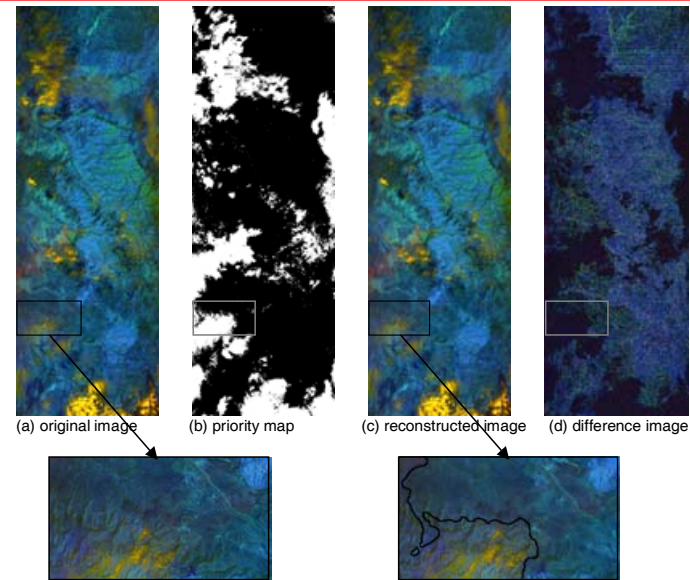 (a) original image
(b) priority map
(c) reconstructed image
(d) difference image